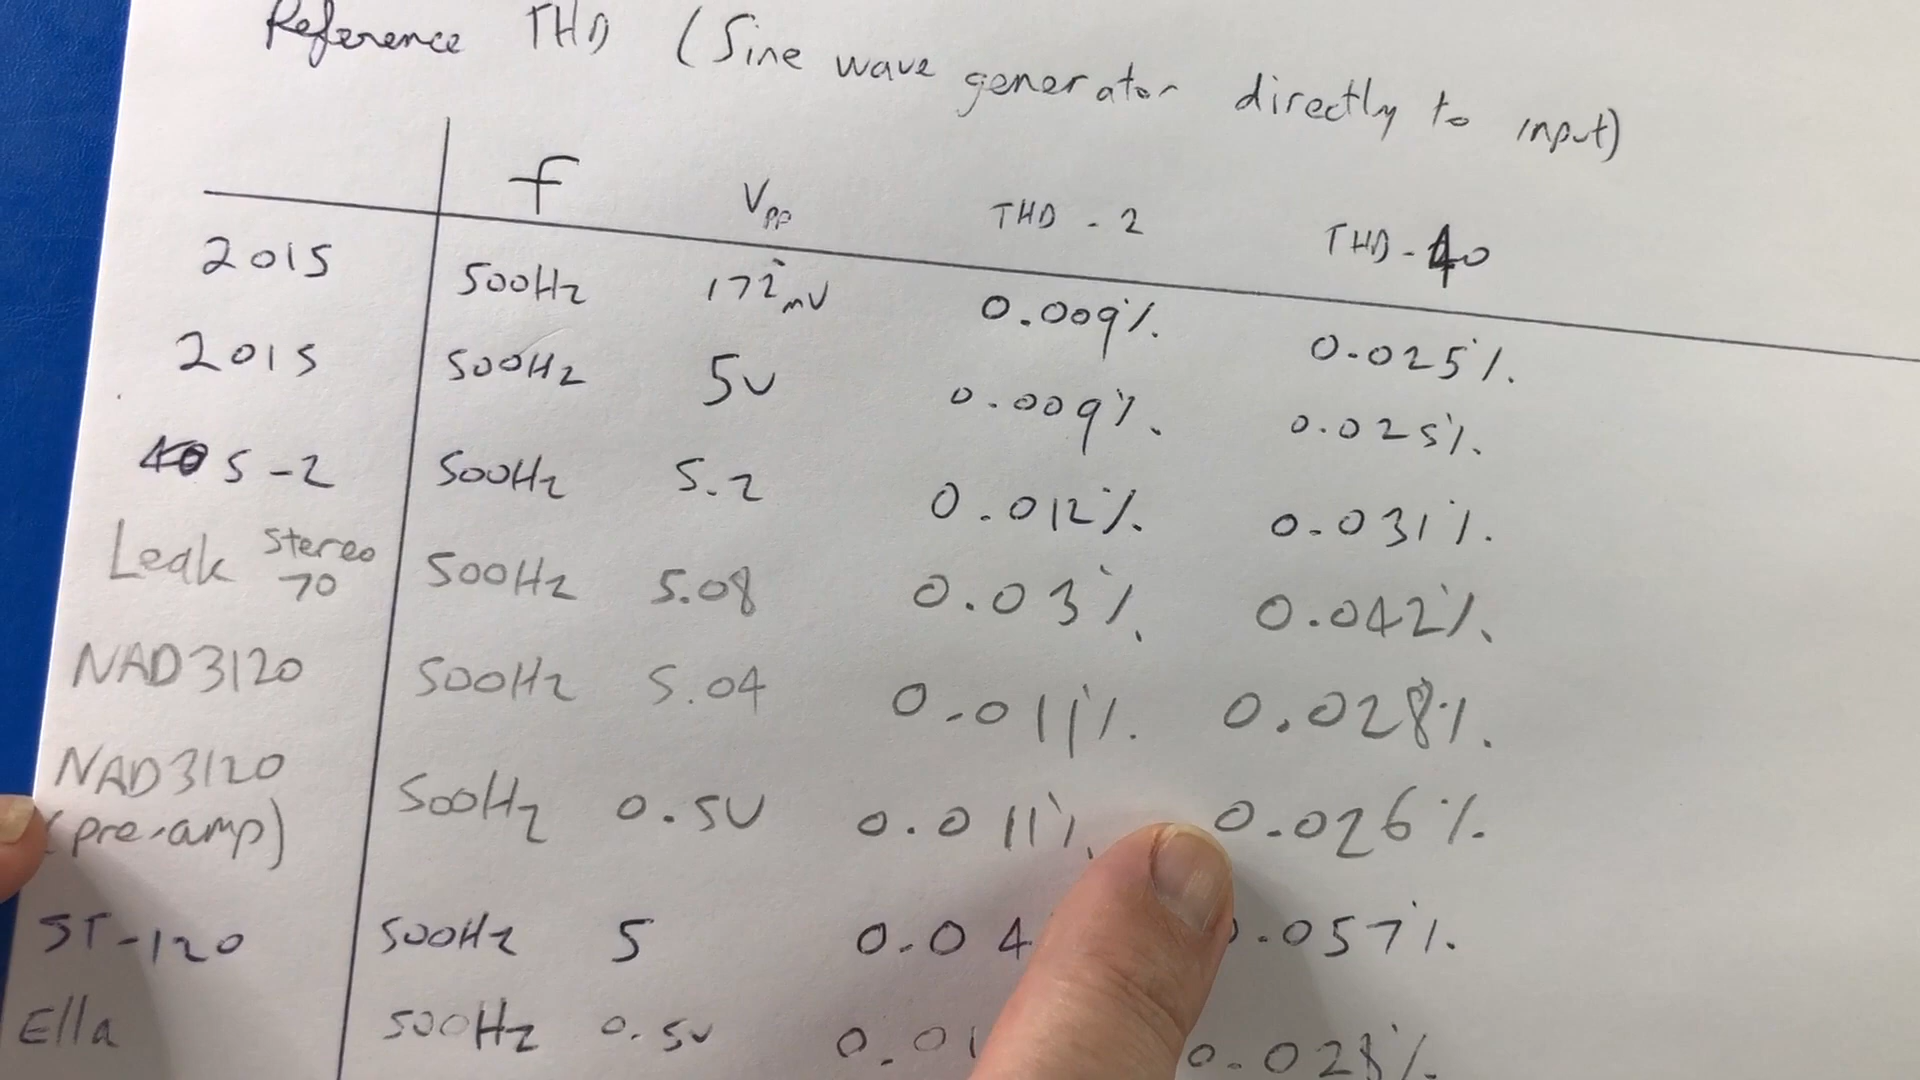 Reference THD (Sine wave generator directly to input)
f Vpp THD - 2 THD - 40
2015 500Hz 172mV 0.009% 0.025%
2015 500Hz 5V 0.009% 0.025%
405-2 500Hz 5.2 0.012% 0.031%
Leak Stereo 70 500Hz 5.08 0.03% 0.042%
NAD3120 500Hz 5.04 0.011% 0.028%
NAD3120 (pre-amp) 500Hz 0.5V 0.011% 0.026%
ST-120 500Hz 5 0.04 .057%
Ella 500Hz 0.5V 0.01 0.028%